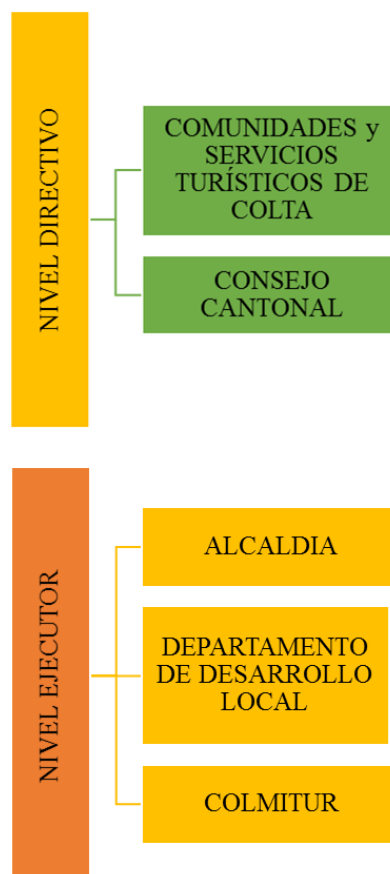 NIVEL DIRECTIVO
COMUNIDADES y
SERVICIOS
TURÍSTICOS DE
COLTA
CONSEJO
CANTONAL
NIVEL EJECUTOR
ALCALDIA
DEPARTAMENTO
DE DESARROLLO
LOCAL
COLMITUR